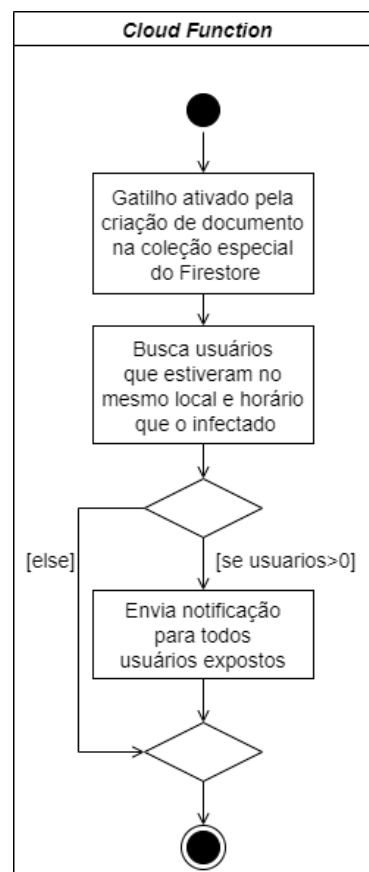 Cloud Function
Gatilho ativado pela
criação de documento
na coleção especial
do Firestore
Busca usuários
que estiveram no
mesmo local e horário
que o infectado
[else]
[se usuarios>0]
Envia notificação
para todos
usuários expostos